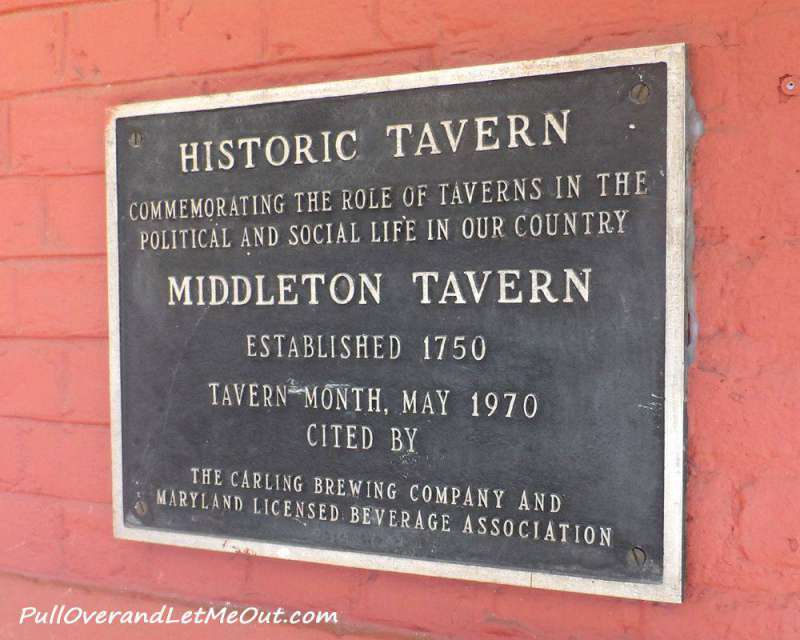 HISTORIC TAVERN
COMMEMORATING THE ROLE OF TAVERNS IN THE
POLITICAL AND SOCIAL LIFE IN OUR COUNTRY
MIDDLETON TAVERN
ESTABLISHED 1750
TAVERN MONTH, MAY 1970
CITED BY
THE CARLING BREWING COMPANY AND
MARYLAND LICENSED BEVERAGE ASSOCIATION
PullOverandLetMeOut.com